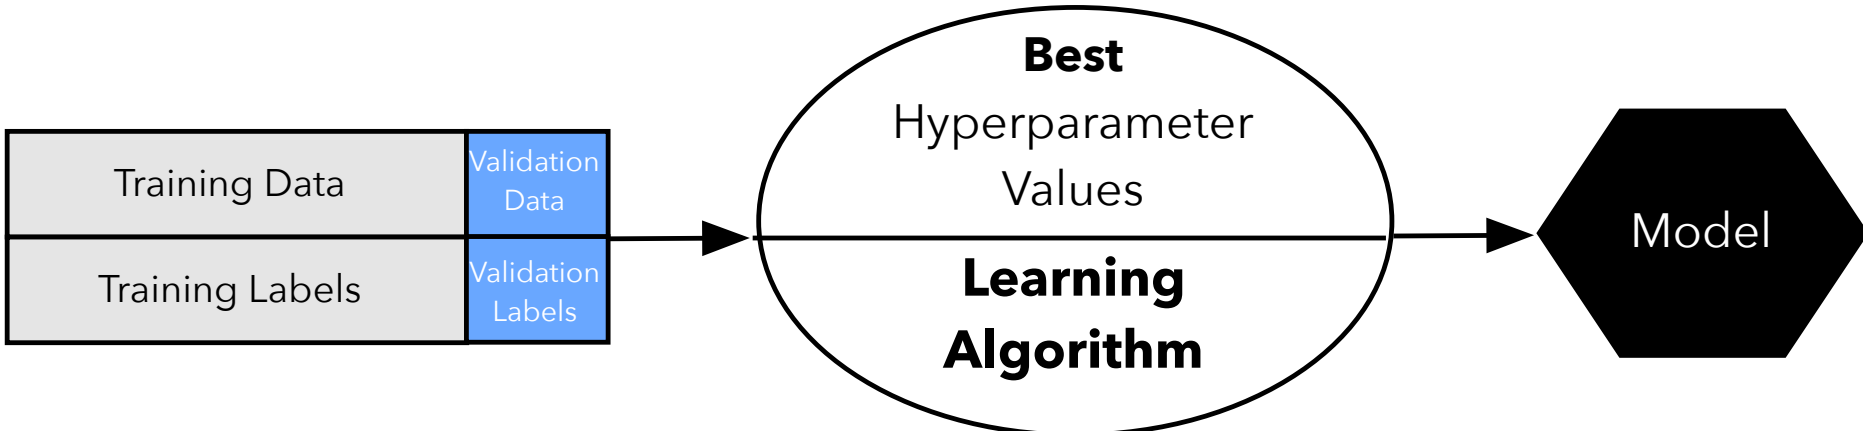 Best
Hyperparameter
Values
Training Data
Validation
Data
Training Labels
Validation
Labels
Learning
Algorithm
Model